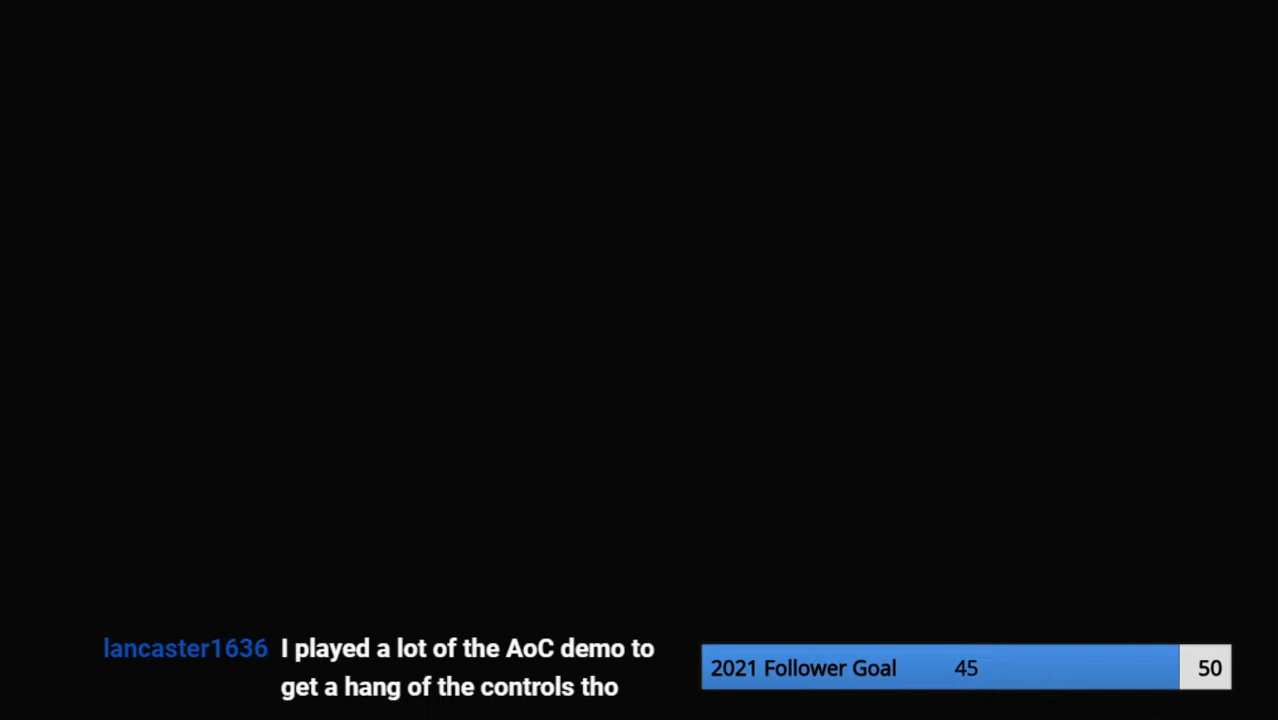 lancaster1636 I played a lot of the AoC demo to
get a hang of the controls tho
2021 Follower Goal 45 50